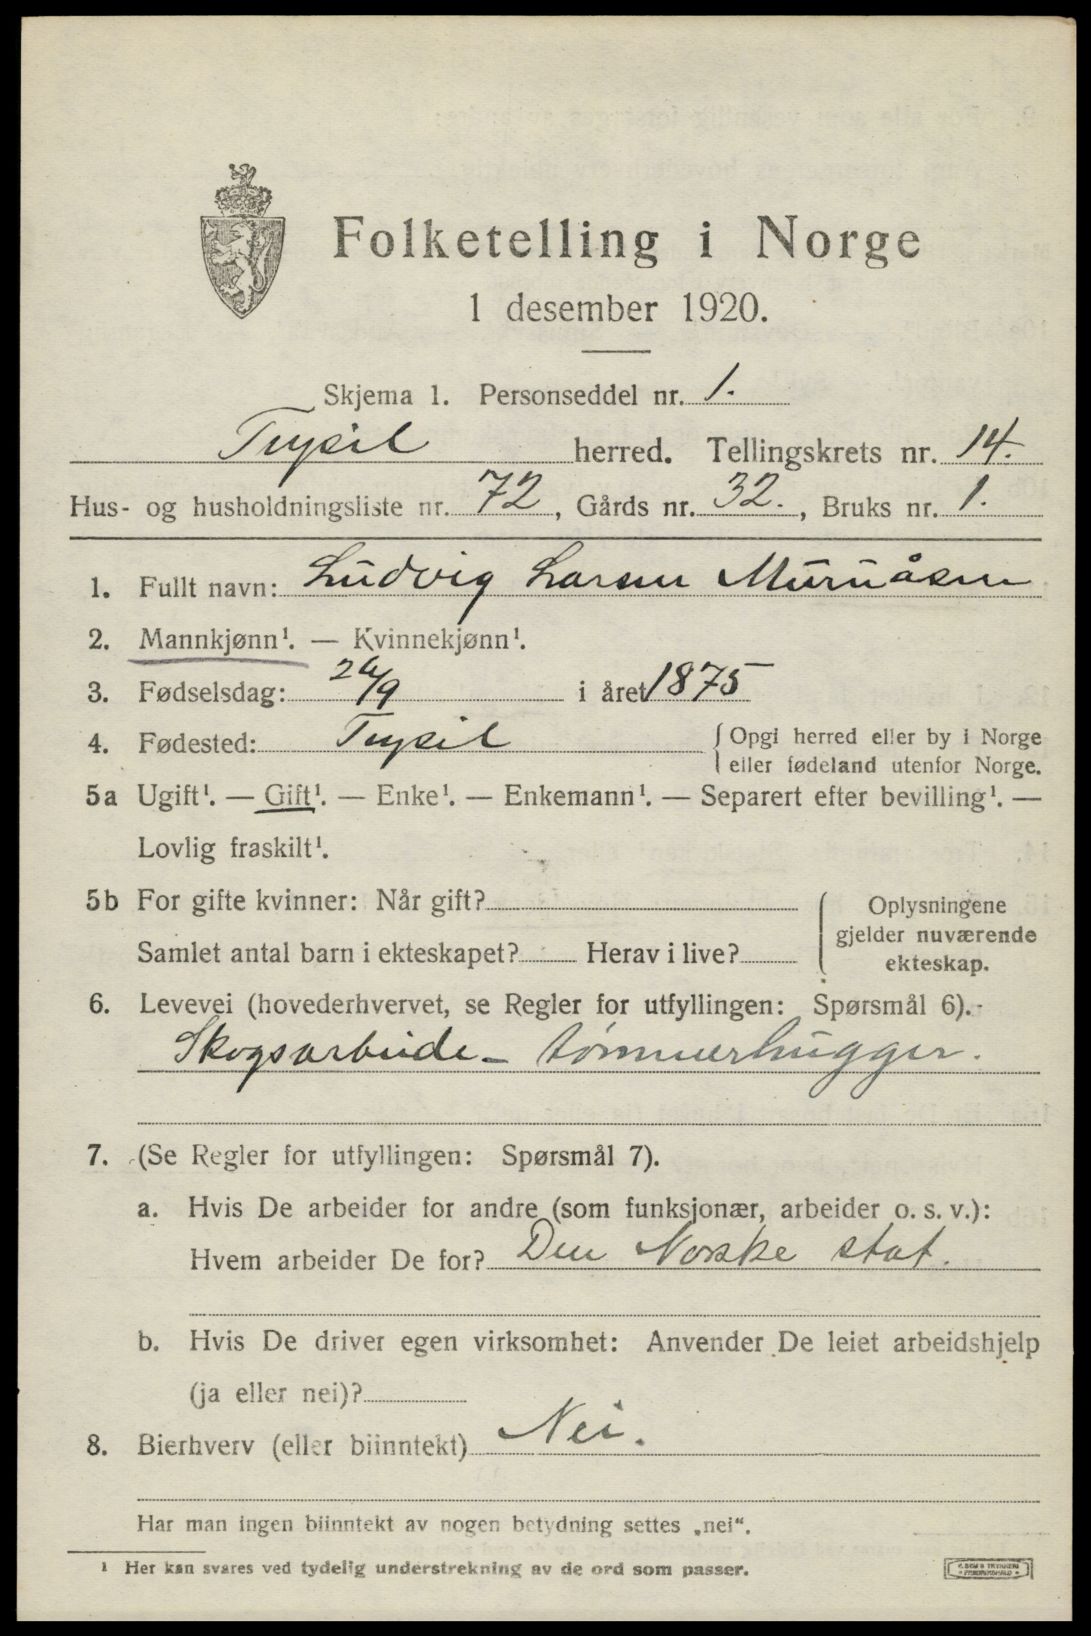 Folketelling i Norge
1 desember 1920.
Skjema 1. Personseddel nr. 1.
Trysil herred. Tellingskrets nr. 14.
Hus- og husholdningsliste nr. 72, Gårds nr. 32., Bruks nr. 1.
1. Fullt navn: Ludvig Larsen Muruåsen
2. Mannkjønn¹. — Kvinnekjønn¹.
3. Fødselsdag: 26/9 i året 1875
4. Fødested: Trysil { Opgi herred eller by i Norge
eller fødeland utenfor Norge.
5a Ugift¹. — Gift¹. — Enke¹. — Enkemann¹. — Separert efter bevilling¹. —
Lovlig fraskilt¹.
5b For gifte kvinner: Når gift?
Samlet antal barn i ekteskapet? Herav i live?
Oplysningene
gjelder nuværende
ekteskap.
6. Levevei (hovederhvervet, se Regler for utfyllingen: Spørsmål 6).
Skogsarbeide - tømmerhugger.
7. (Se Regler for utfyllingen: Spørsmål 7).
a. Hvis De arbeider for andre (som funksjonær, arbeider o. s. v.):
Hvem arbeider De for? Den Norske stat.
b. Hvis De driver egen virksomhet: Anvender De leiet arbeidshjelp
(ja eller nei)?
8. Bierhverv (eller biinntekt) Nei.
Har man ingen biinntekt av nogen betydning settes „nei“.
¹ Her kan svares ved tydelig understrekning av de ord som passer.